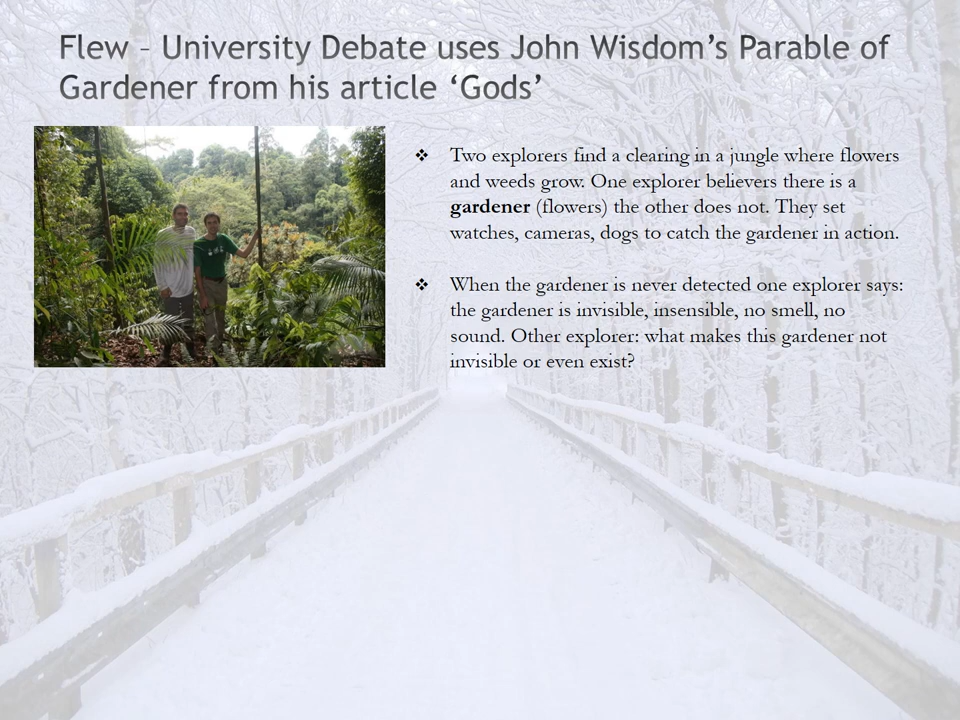 Flew – University Debate uses John Wisdom’s Parable of
Gardener from his article ‘Gods’
❖ Two explorers find a clearing in a jungle where flowers
and weeds grow. One explorer believers there is a
gardener (flowers) the other does not. They set
watches, cameras, dogs to catch the gardener in action.
❖ When the gardener is never detected one explorer says:
the gardener is invisible, insensible, no smell, no
sound. Other explorer: what makes this gardener not
invisible or even exist?